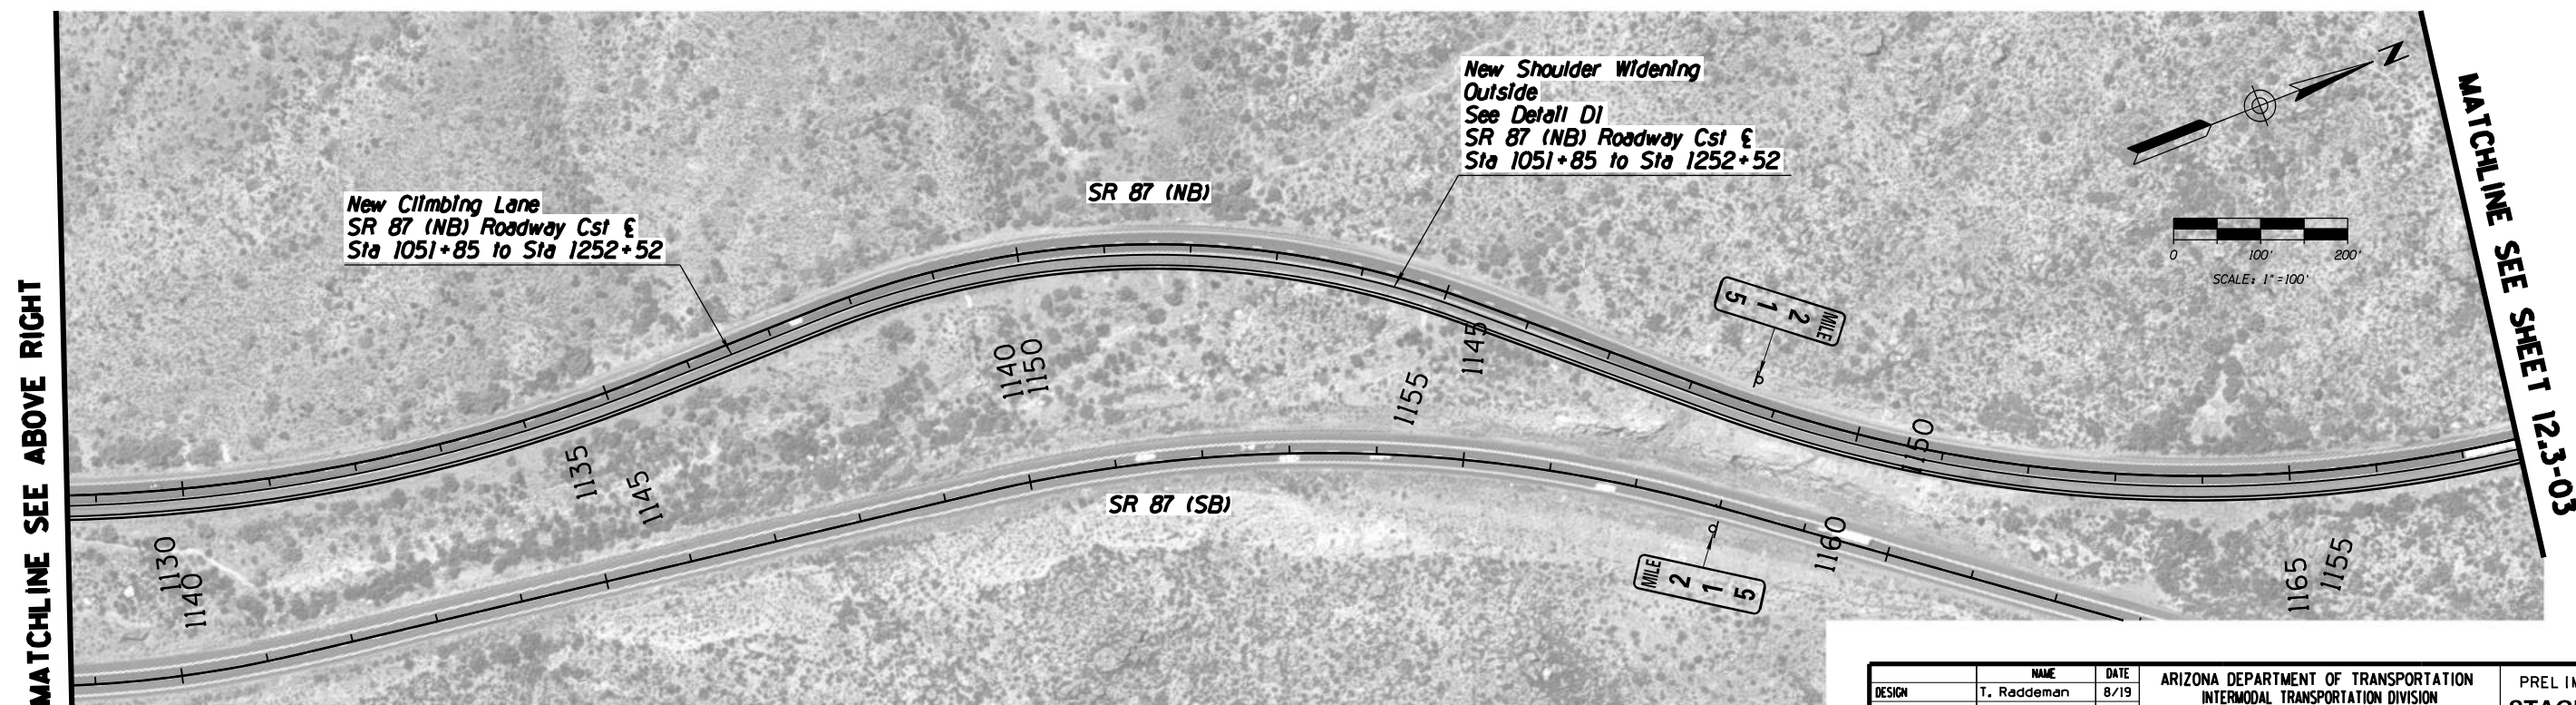 MATCHLINE SEE ABOVE RIGHT
New Climbing Lane
SR 87 (NB) Roadway Cst ℄
Sta 1051+85 to Sta 1252+52
SR 87 (NB)
New Shoulder Widening
Outside
See Detail D1
SR 87 (NB) Roadway Cst ℄
Sta 1051+85 to Sta 1252+52
N
0 100' 200'
SCALE: 1"=100'
MATCHLINE SEE SHEET 12.3-03
MILE
2
1
5
1130
1140
1135
1145
1140
1150
1155
1145
1150
1160
1165
1155
SR 87 (SB)
MILE
2
1
5
NAME DATE
DESIGN T. Raddeman 8/19
ARIZONA DEPARTMENT OF TRANSPORTATION
INTERMODAL TRANSPORTATION DIVISION